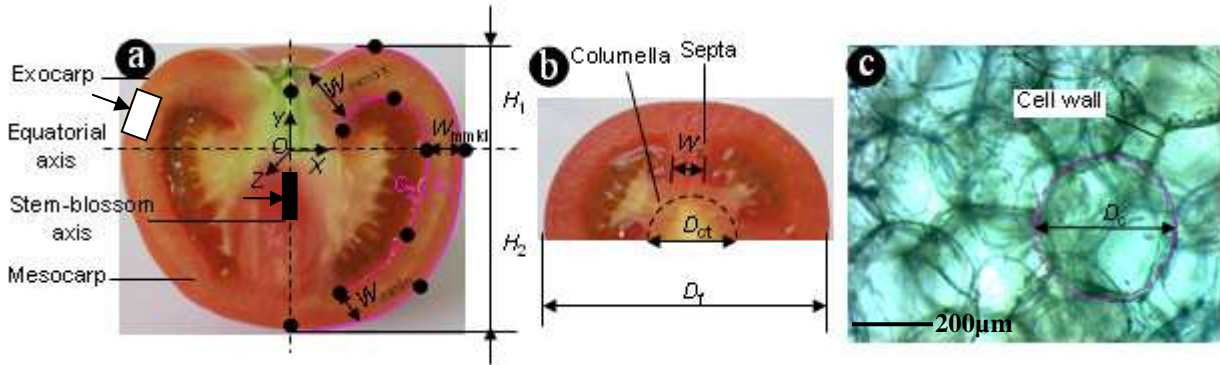 a
Exocarp
Equatorial
axis
Stem-blossom
axis
Mesocarp
Y
O
X
Z
W
W
H1
H2
b
Columella
Septa
W
Dct
Df
c
Cell wall
Dc
200µm